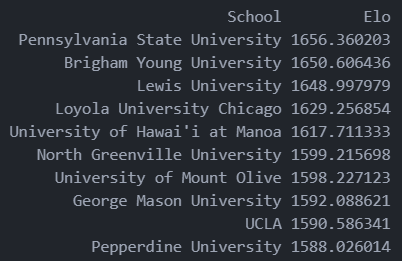 School Elo
Pennsylvania State University 1656.360203
Brigham Young University 1650.606436
Lewis University 1648.997979
Loyola University Chicago 1629.256854
University of Hawai'i at Manoa 1617.711333
North Greenville University 1599.215698
University of Mount Olive 1598.227123
George Mason University 1592.088621
UCLA 1590.586341
Pepperdine University 1588.026014